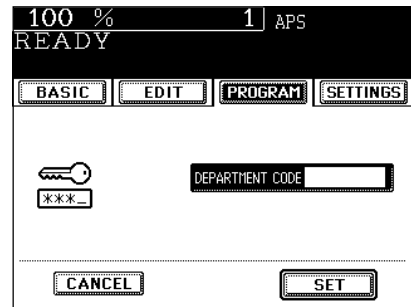 100 % 1 APS
READY
BASIC EDIT PROGRAM SETTINGS
DEPARTMENT CODE
***_
CANCEL SET